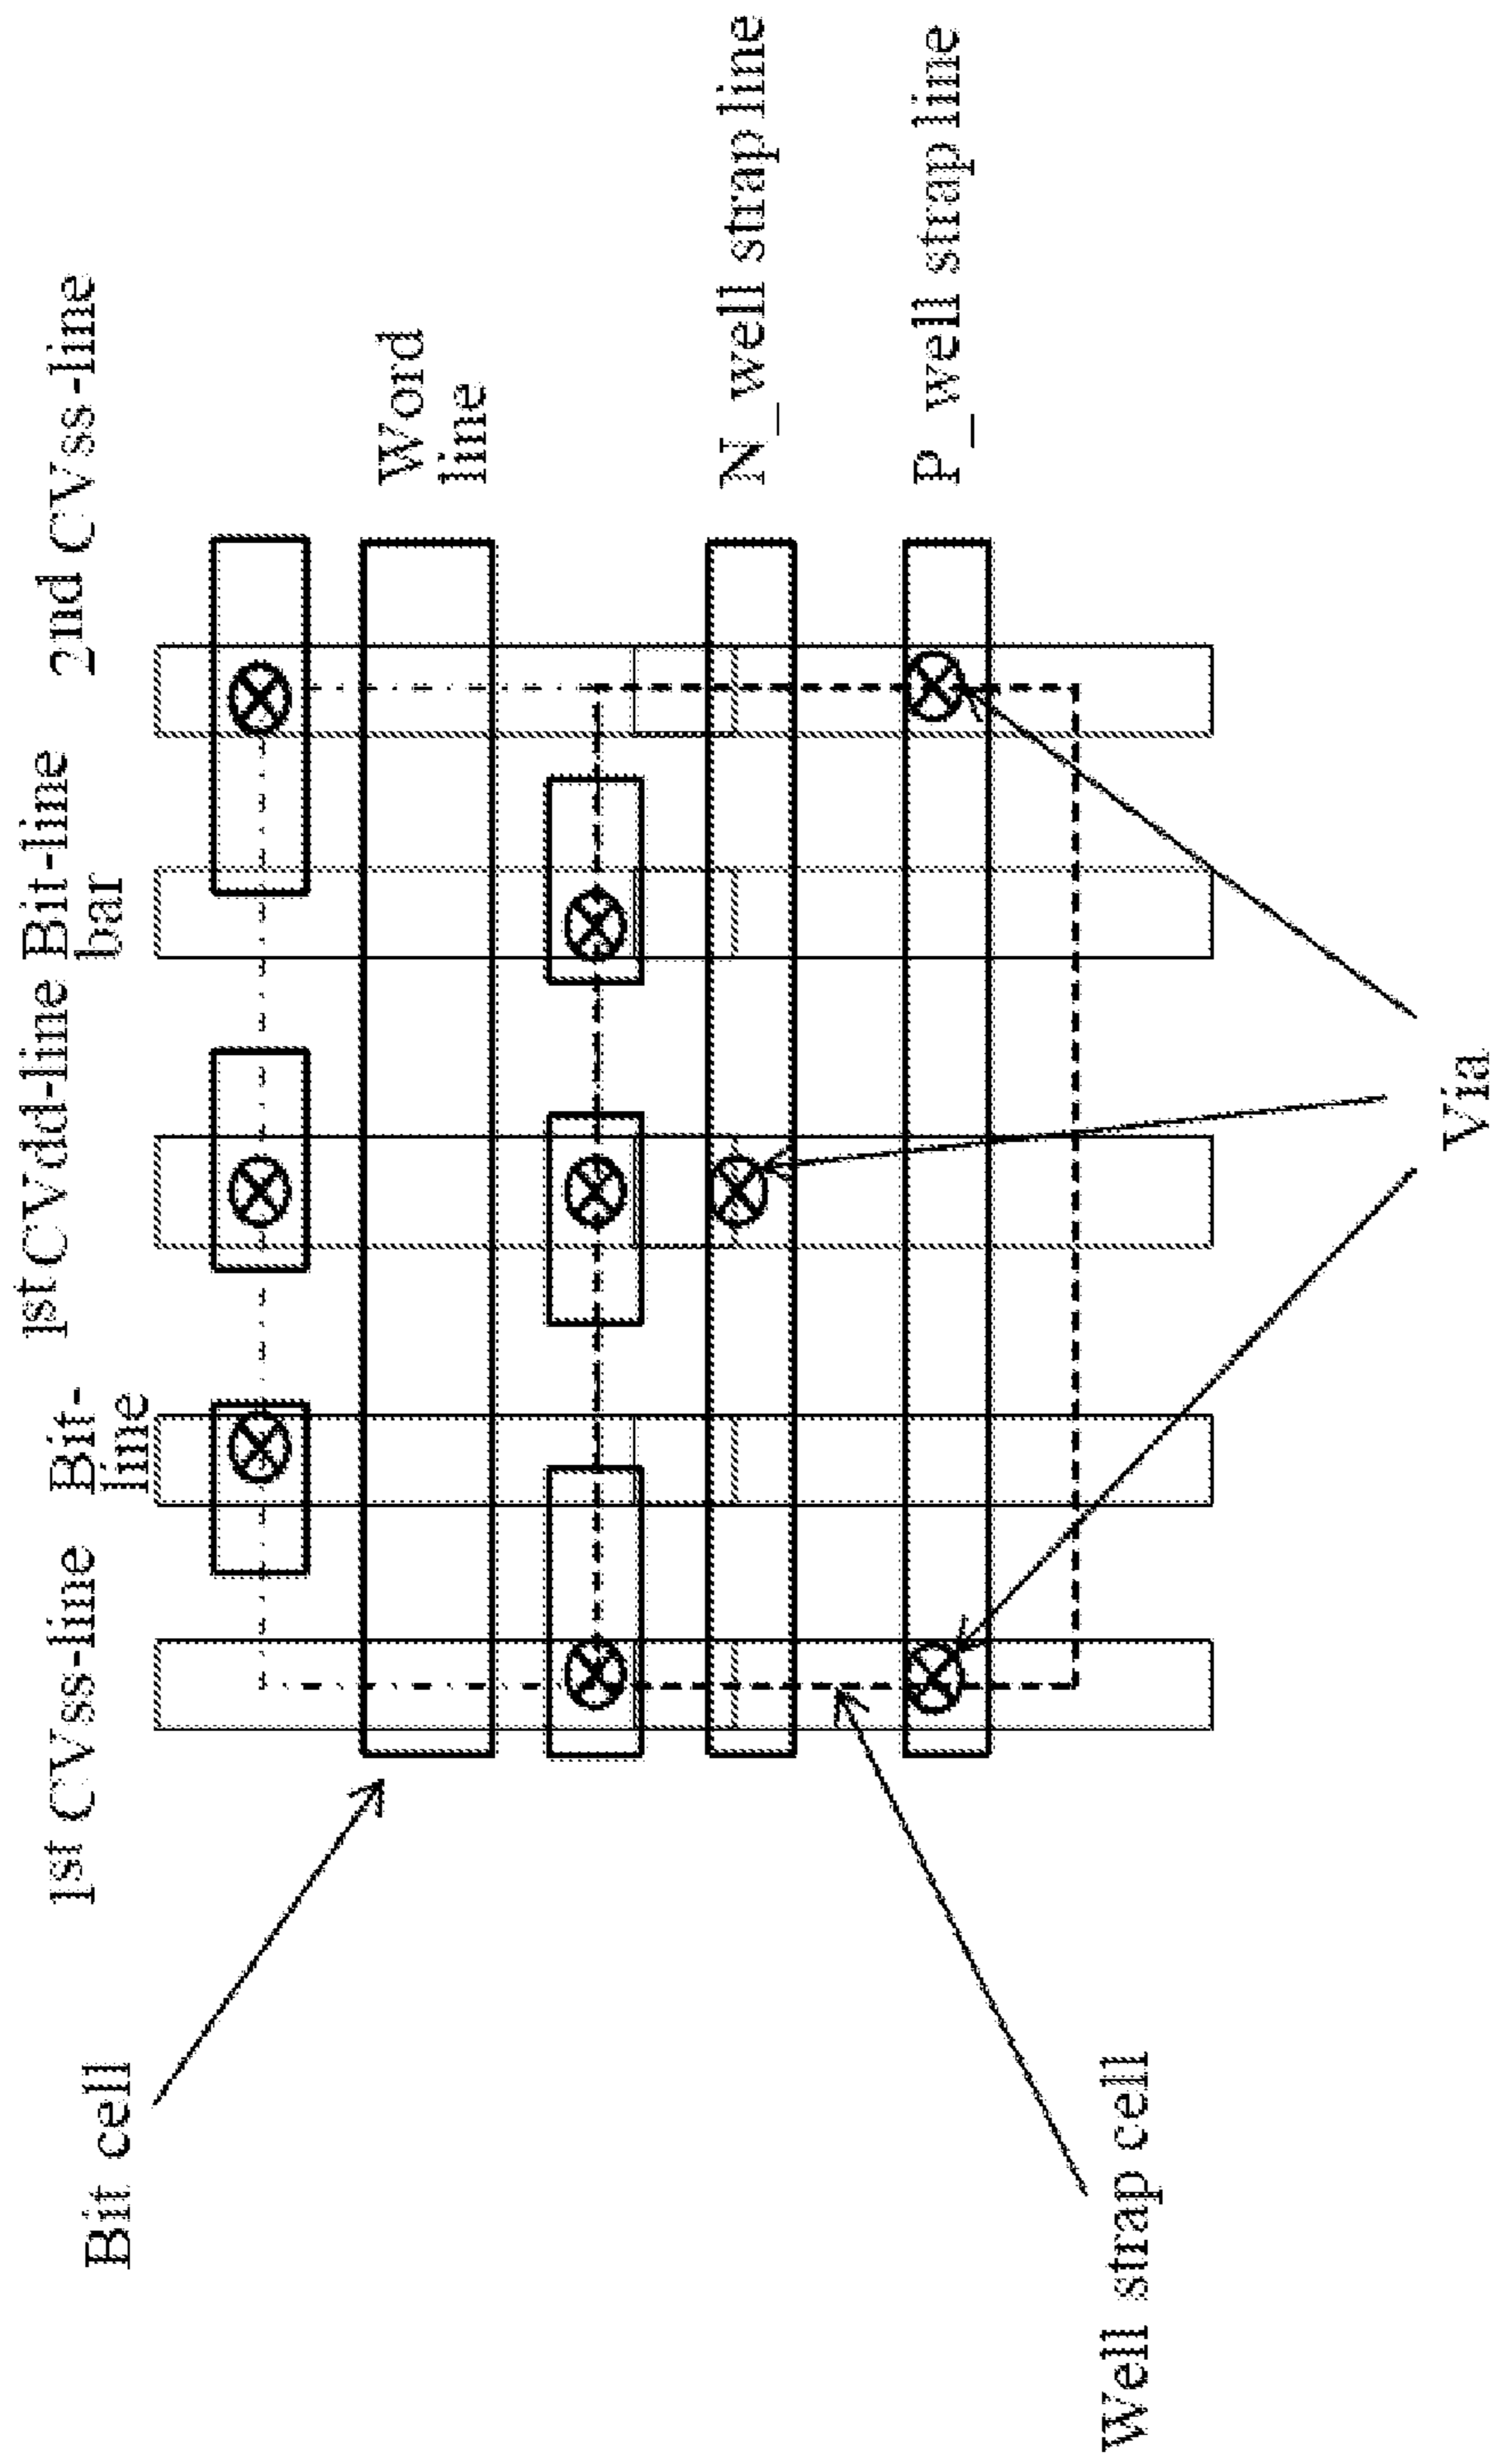 1st CVss-line
Bit-
line
1st CVdd-line
Bit-line
bar
2nd CVss-line
Bit cell
Word
line
N_well strap line
P_well strap line
Well strap cell
Via